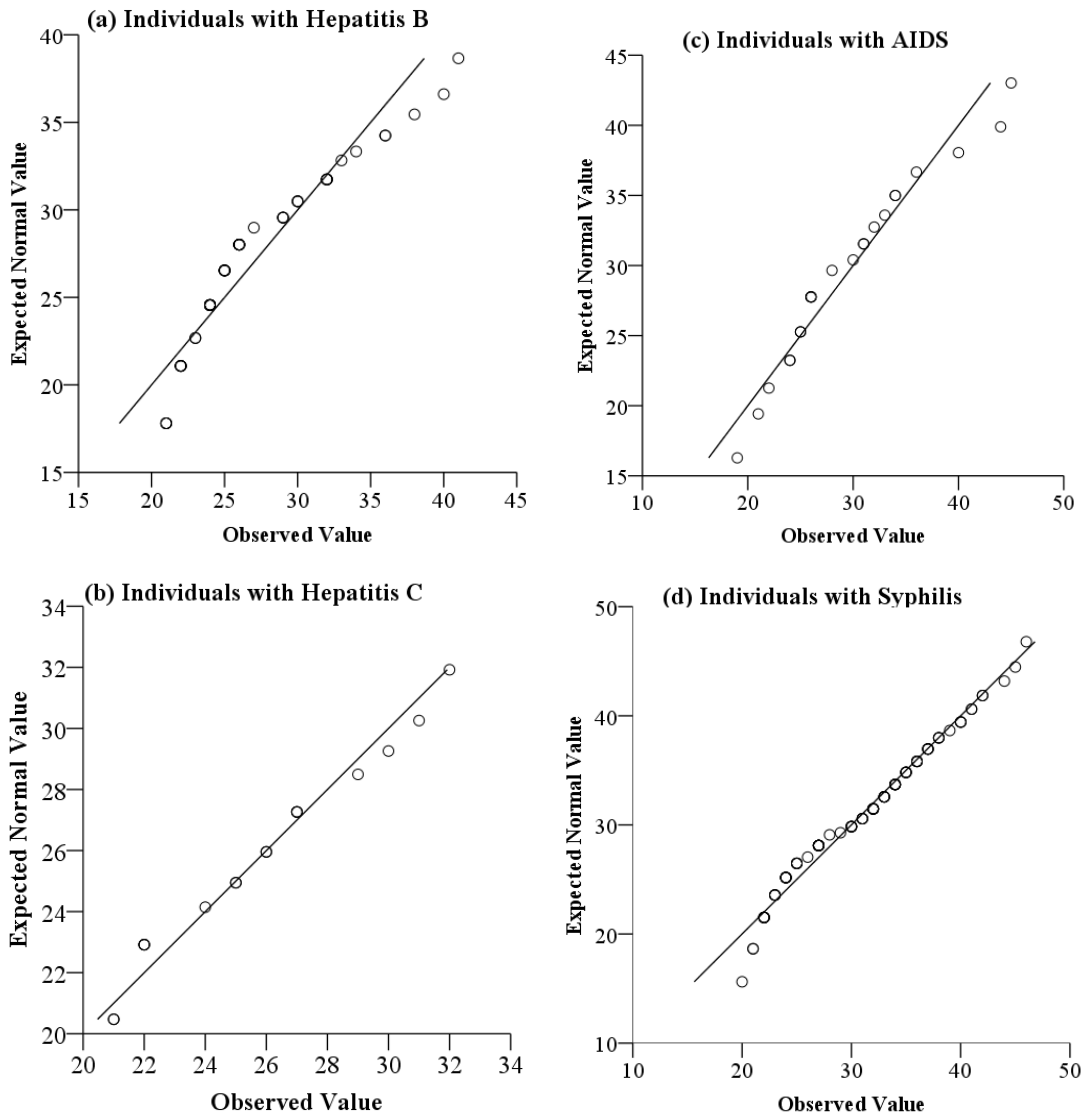 (a) Individuals with Hepatitis B
40
35
30
25
20
15
Expected Normal Value
15 20 25 30 35 40 45
Observed Value
(c) Individuals with AIDS
45
40
35
30
25
20
15
Expected Normal Value
10 20 30 40 50
Observed Value
(b) Individuals with Hepatitis C
34
32
30
28
26
24
22
20
Expected Normal Value
20 22 24 26 28 30 32 34
Observed Value
(d) Individuals with Syphilis
50
40
30
20
10
Expected Normal Value
10 20 30 40 50
Observed Value